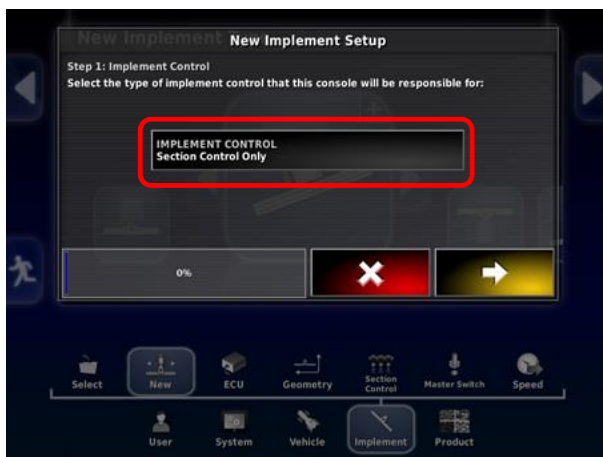 New Implement Setup
Step 1: Implement Control
Select the type of implement control that this console will be responsible for:
IMPLEMENT CONTROL
Section Control Only
0%
Select
New
ECU
Geometry
Section
Control
Master Switch
Speed
User
System
Vehicle
Implement
Product